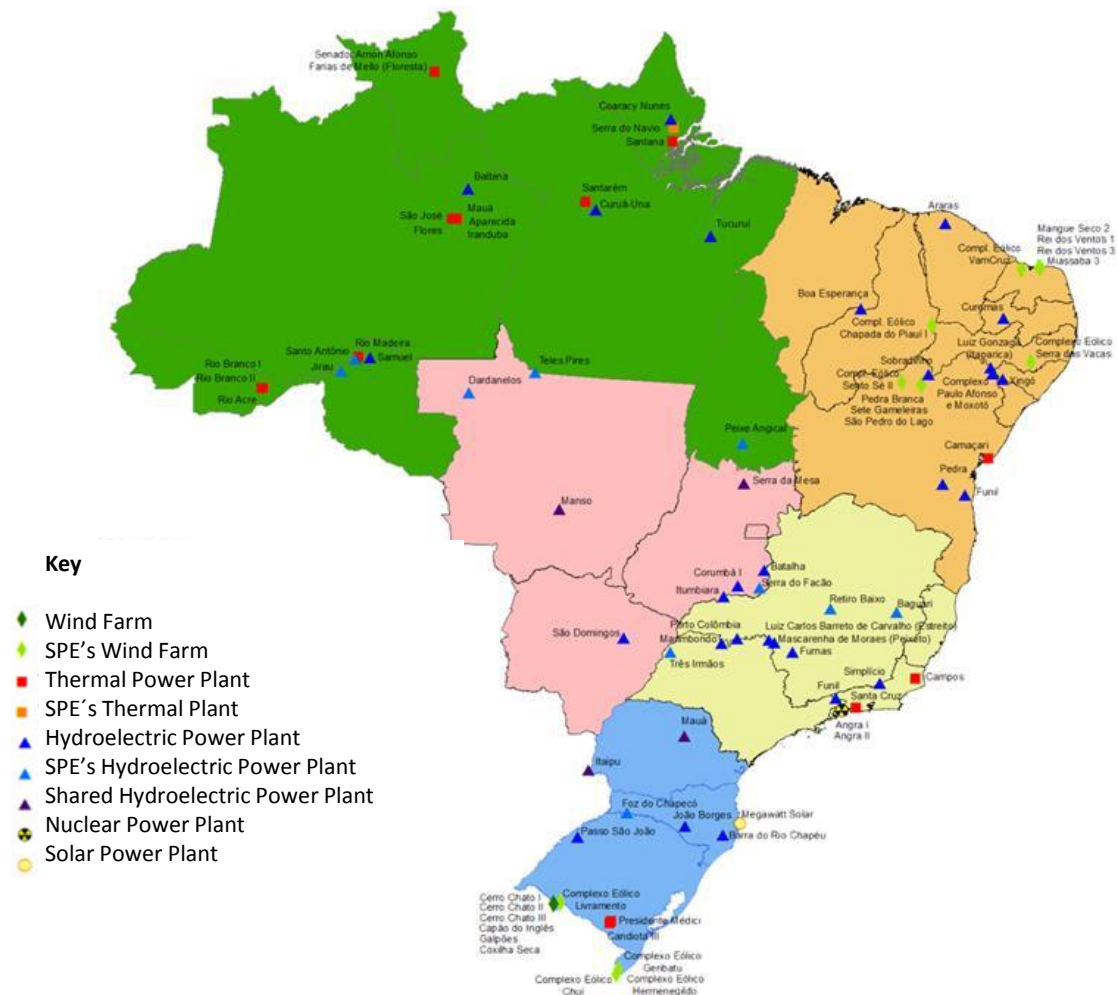 Senador Arnon Afonso
Farias de Mello (Floresta)
Coaracy Nunes
Serra do Navio
Santana
Balbina
Santarém
Curuá-Una
São José
Flores
Mauá
Aparecida
Iranduba
Tucuruí
Araras
Mangue Seco 2
Rei dos Ventos 1
Rei dos Ventos 3
Miassaba 3
Compl. Eólico
VamCruz
Boa Esperança
Compl. Eólico
Chapada do Piauí I
Curemas
Luiz Gonzaga
(Itaparica)
Complexo Eólico
Serra das Vacas
Rio Madeira
Santo Antônio
Samuel
Jirau
Rio Branco I
Rio Branco II
Rio Acre
Teles Pires
Dardanelos
Sobradinho
Compl. Eólico
Sento Sé II
Pedra Branca
Sete Gameleiras
São Pedro do Lago
Complexo
Paulo Afonso
e Moxotó
Xingó
Peixe Angical
Camaçari
Serra da Mesa
Pedra
Funil
Manso
Batalha
Corumbá I
Serra do Facão
Itumbiara
Retiro Baixo
Baguari
Porto Colômbia
Luiz Carlos Barreto de Carvalho (Estreito)
São Domingos
Marimbondo
Mascarenha de Moraes (Peixoto)
Furnas
Três Irmãos
Simplício
Campos
Funil
Santa Cruz
Angra I
Angra II
Mauá
Itaipu
Foz do Chapecó
João Borges
Megawatt Solar
Passo São João
Barra do Rio Chapéu
Cerro Chato I
Cerro Chato II
Cerro Chato III
Capão do Inglês
Galpões
Coxilha Seca
Complexo Eólico
Livramento
Presidente Médici
Candiota III
Complexo Eólico
Geribatu
Complexo Eólico
Chuí
Complexo Eólico
Hermenegildo
Key
Wind Farm
SPE's Wind Farm
Thermal Power Plant
SPE´s Thermal Plant
Hydroelectric Power Plant
SPE's Hydroelectric Power Plant
Shared Hydroelectric Power Plant
Nuclear Power Plant
Solar Power Plant